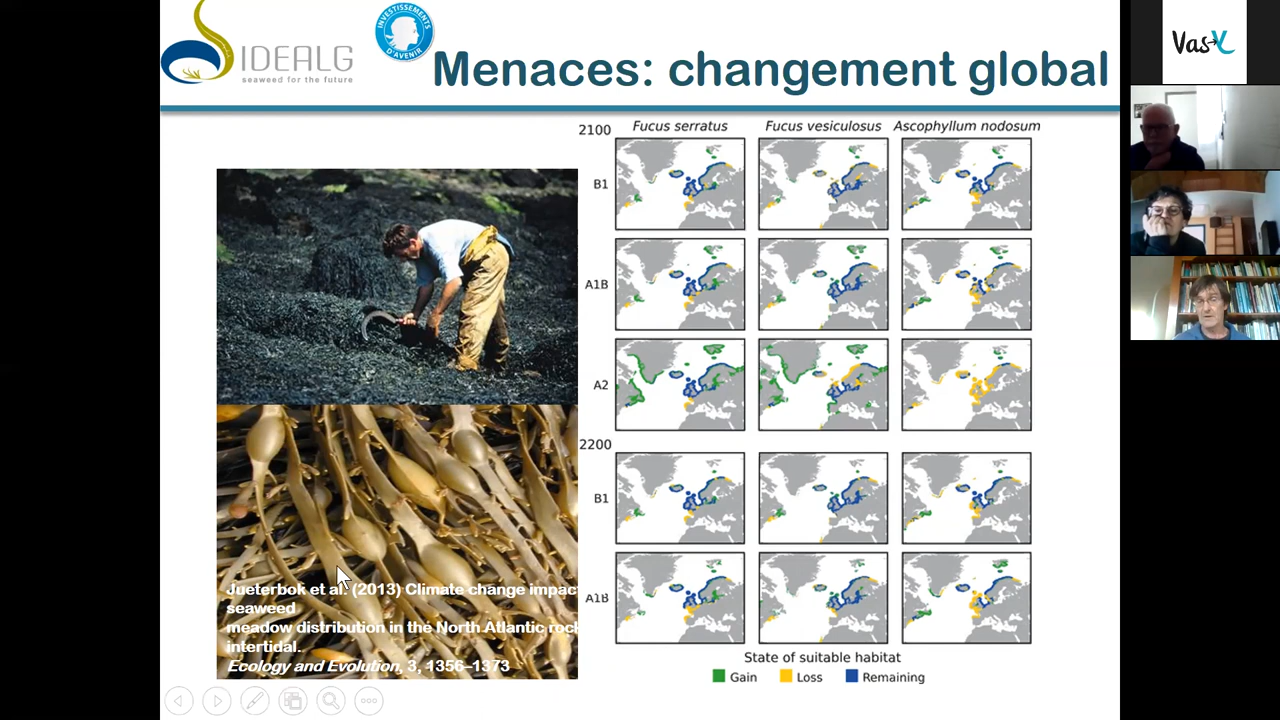 IDEALG
seaweed for the future
INVESTISSEMENTS
D'AVENIR
Menaces: changement global
2100
Fucus serratus
Fucus vesiculosus
Ascophyllum nodosum
B1
A1B
A2
2200
B1
A1B
State of suitable habitat
Gain
Loss
Remaining
Jueterbok et al. (2013) Climate change impac
seaweed
meadow distribution in the North Atlantic roc
intertidal.
Ecology and Evolution, 3, 1356–1373
Vas